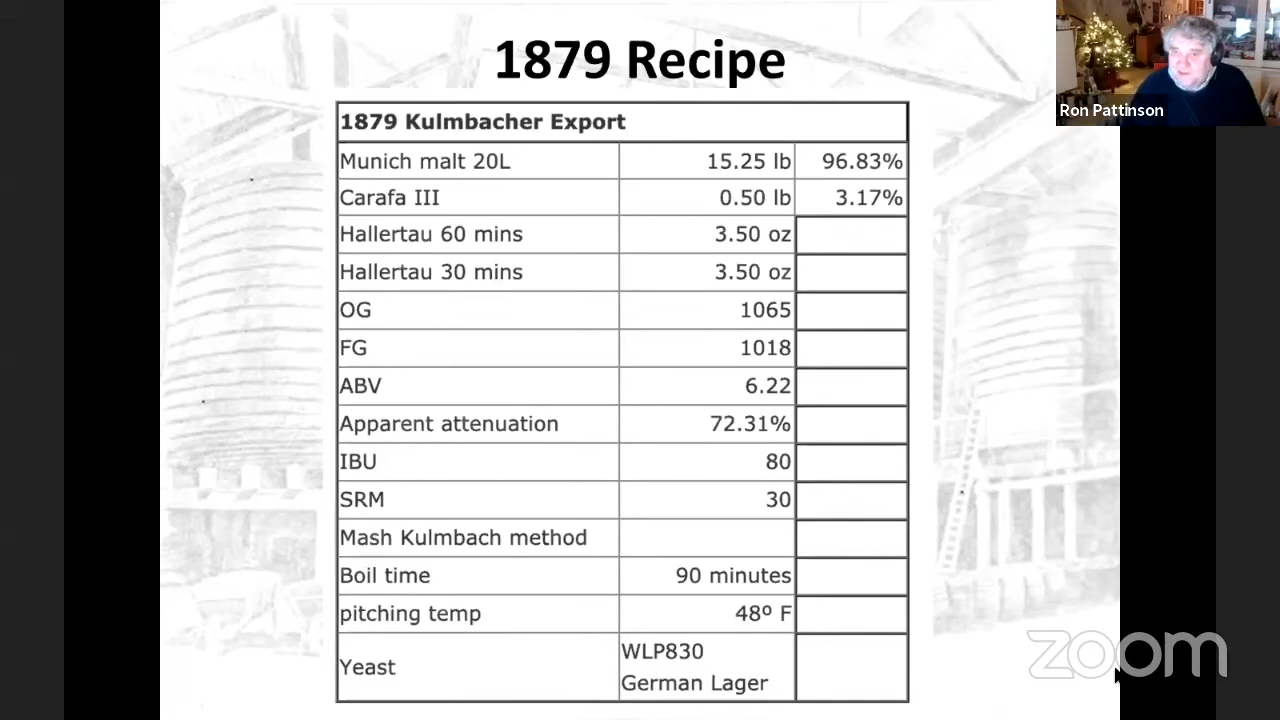 1879 Recipe
Ron Pattinson
1879 Kulmbacher Export
Munich malt 20L 15.25 lb 96.83%
Carafa III 0.50 lb 3.17%
Hallertau 60 mins 3.50 oz
Hallertau 30 mins 3.50 oz
OG 1065
FG 1018
ABV 6.22
Apparent attenuation 72.31%
IBU 80
SRM 30
Mash Kulmbach method
Boil time 90 minutes
pitching temp 48º F
Yeast WLP830
German Lager
zoom